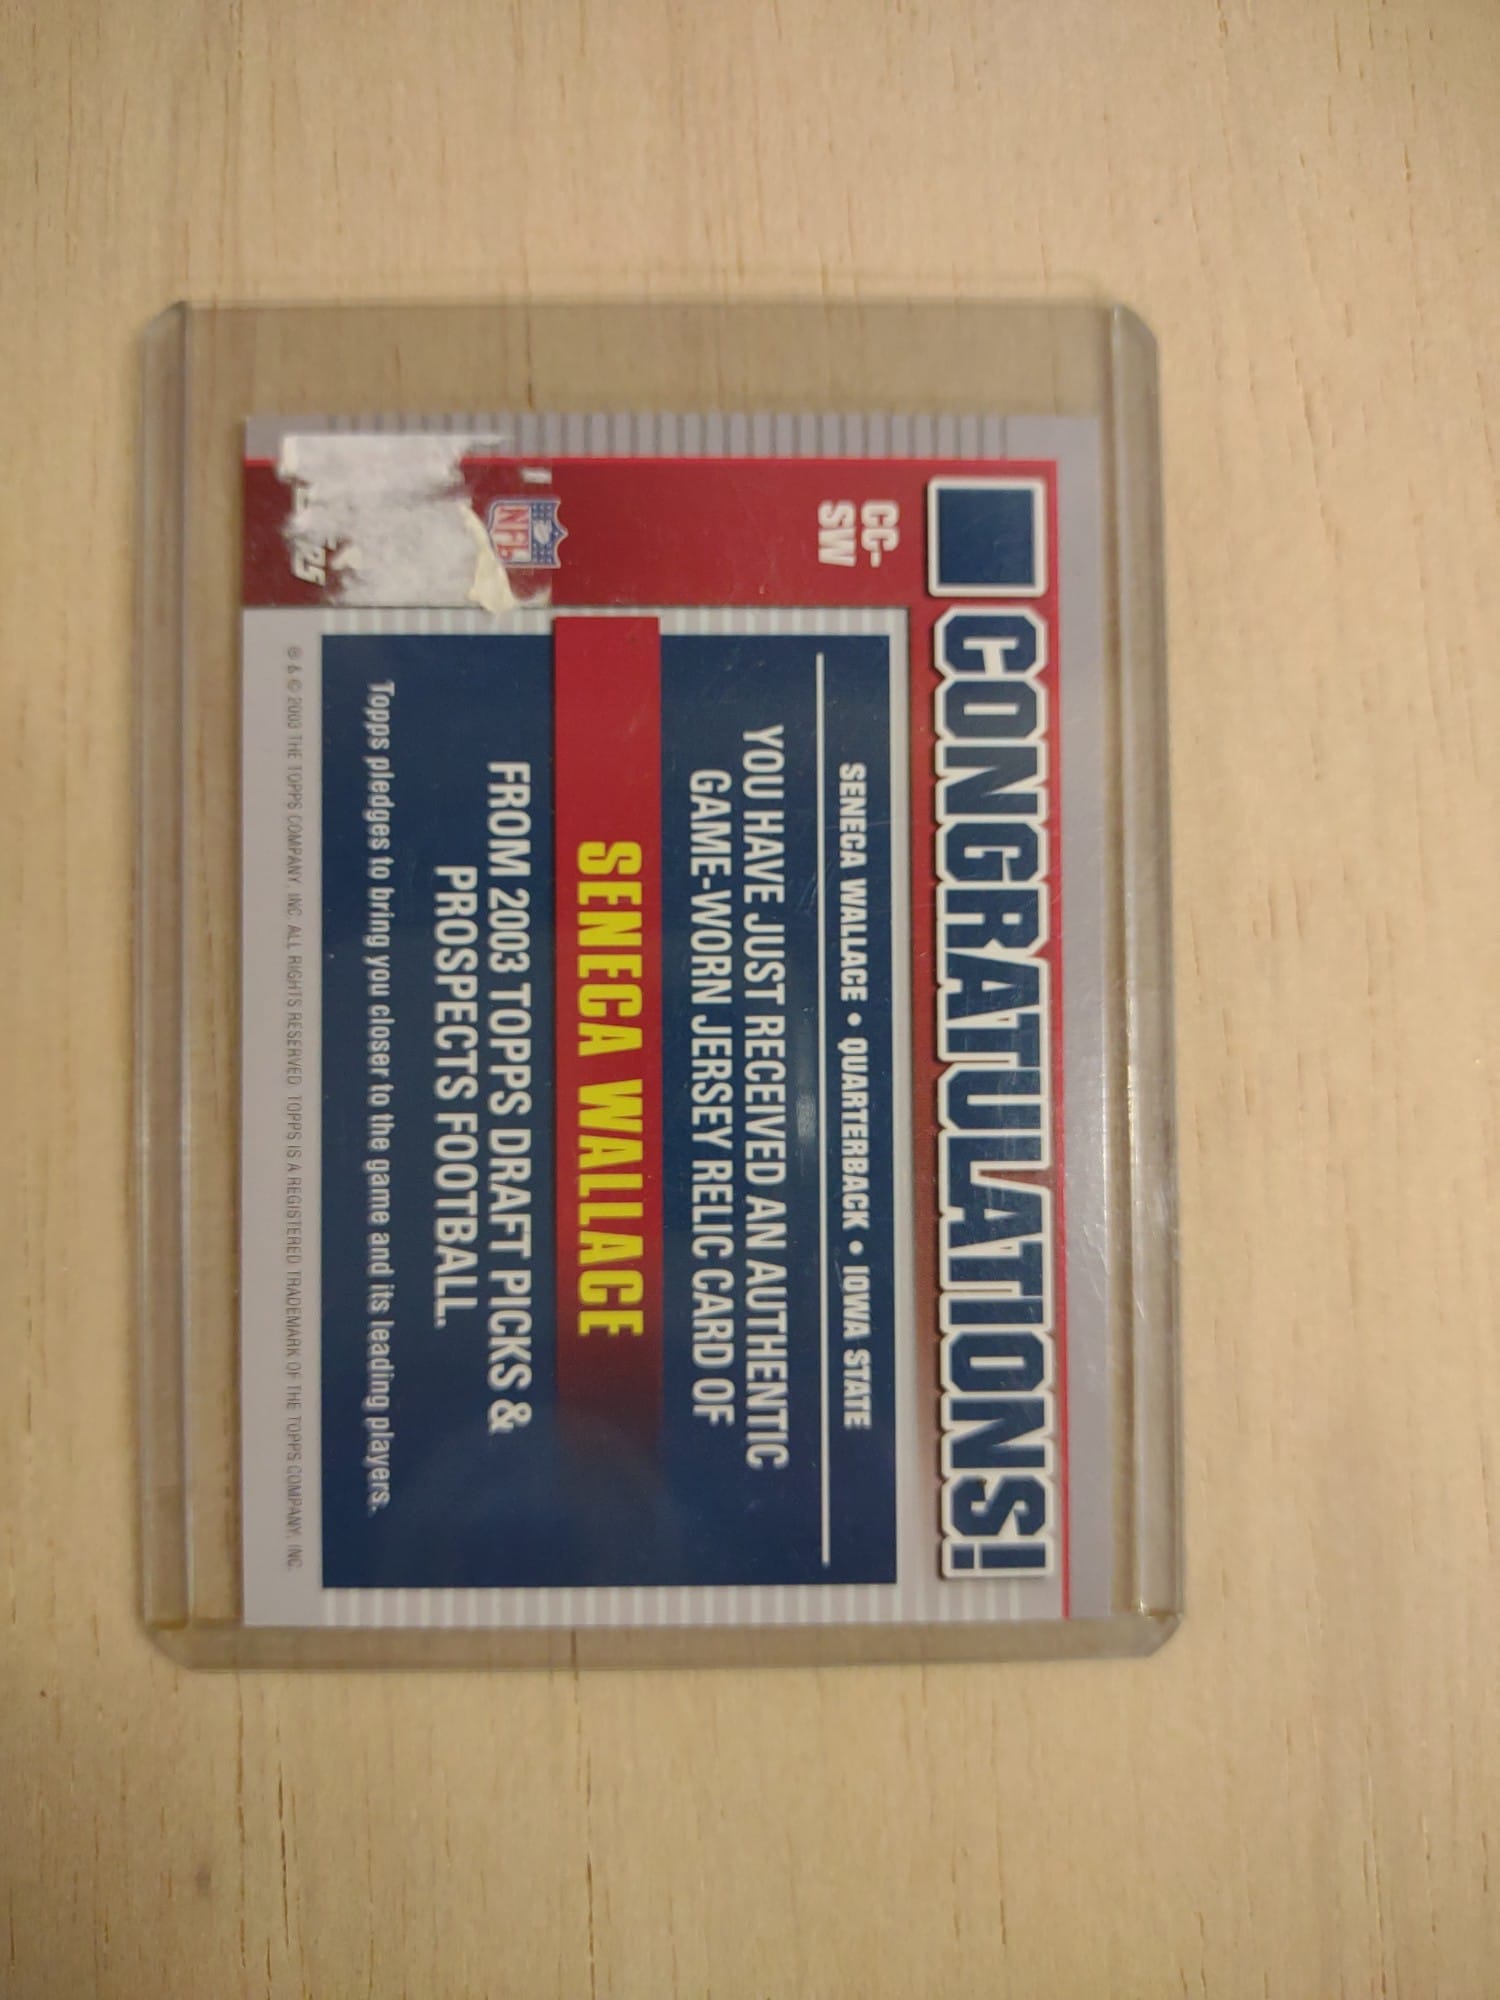 CONGRATULATIONS!
CC-
SW
SENECA WALLACE • QUARTERBACK • IOWA STATE
YOU HAVE JUST RECEIVED AN AUTHENTIC
GAME-WORN JERSEY RELIC CARD OF
SENECA WALLACE
FROM 2003 TOPPS DRAFT PICKS &
PROSPECTS FOOTBALL.
Topps pledges to bring you closer to the game and its leading players.
NFL
® & © 2003 THE TOPPS COMPANY, INC. ALL RIGHTS RESERVED. TOPPS IS A REGISTERED TRADEMARK OF THE TOPPS COMPANY, INC.